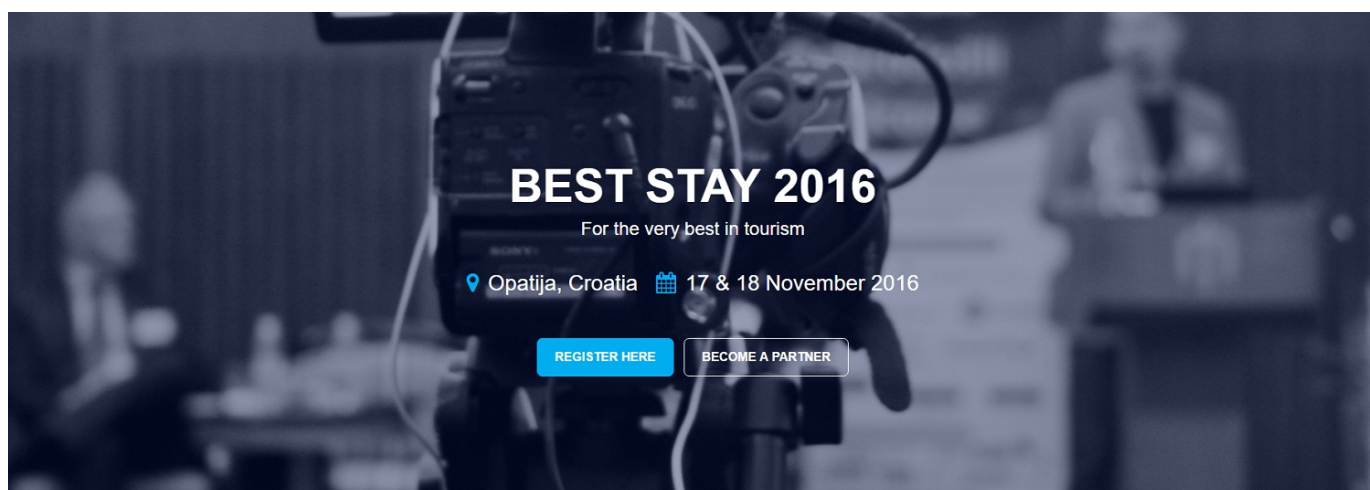 SONY
BEST STAY 2016
For the very best in tourism
Opatija, Croatia 17 & 18 November 2016
REGISTER HERE BECOME A PARTNER